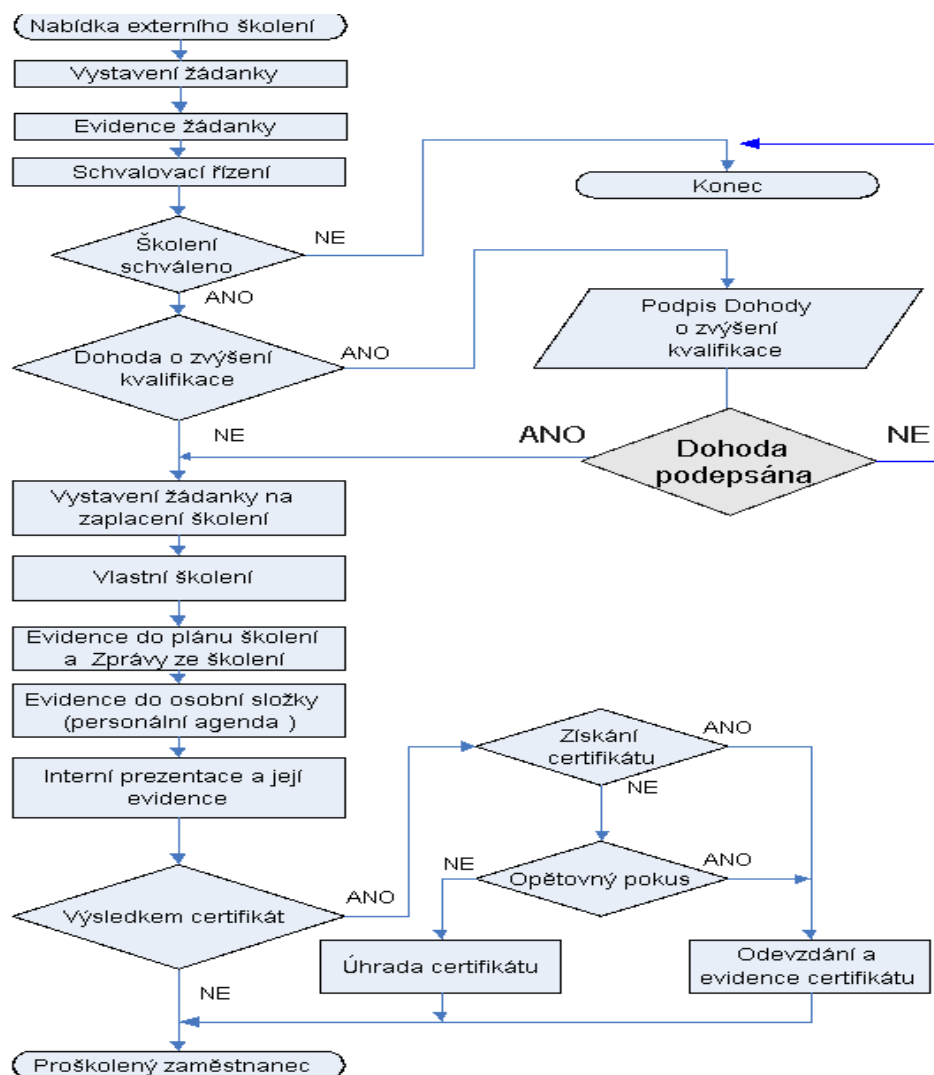 Nabídka externího školení
Vystavení žádanky
Evidence žádanky
Schvalovací řízení
Konec
NE
Školení
schváleno
ANO
Podpis Dohody
o zvýšení
kvalifikace
Dohoda o zvýšení
kvalifikace
ANO
NE
ANO
NE
Dohoda
podepsána
Vystavení žádanky na
zaplacení školení
Vlastní školení
Evidence do plánu školení
a Zprávy ze školení
Evidence do osobní složky
(personální agenda )
Interní prezentace a její
evidence
Získání
certifikátu
ANO
NE
NE
Opětovný pokus
ANO
Výsledkem certifikát
ANO
NE
Úhrada certifikátu
Odevzdání a
evidence certifikátu
Proškolený zaměstnanec